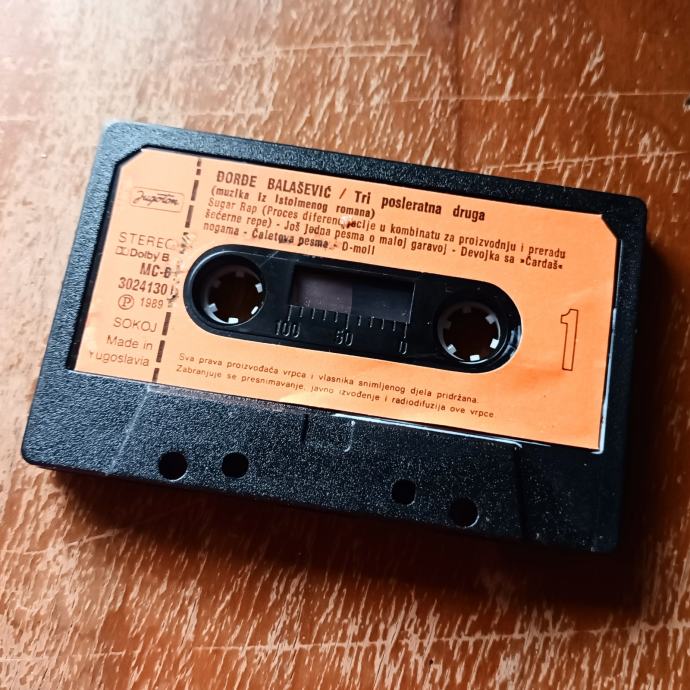 Jugoton
STEREO
Dolby B
MC-6
3024130
℗ 1989
SOKOJ
Made in
Yugoslavia
ĐORĐE BALAŠEVIĆ / Tri posleratna druga
(muzika iz istoimenog romana)
Sugar Rap (Proces diferencijacije u kombinatu za proizvodnju i preradu
šećerne repe) - Još jedna pesma o maloj garavoj - Devojka sa »Čardaš«
nogama - Ćaletova pesma - D-moll
100 50 0
1
Sva prava proizvođača vrpca i vlasnika snimljenog djela pridržana.
Zabranjuje se presnimavanje, javno izvođenje i radiodifuzija ove vrpce